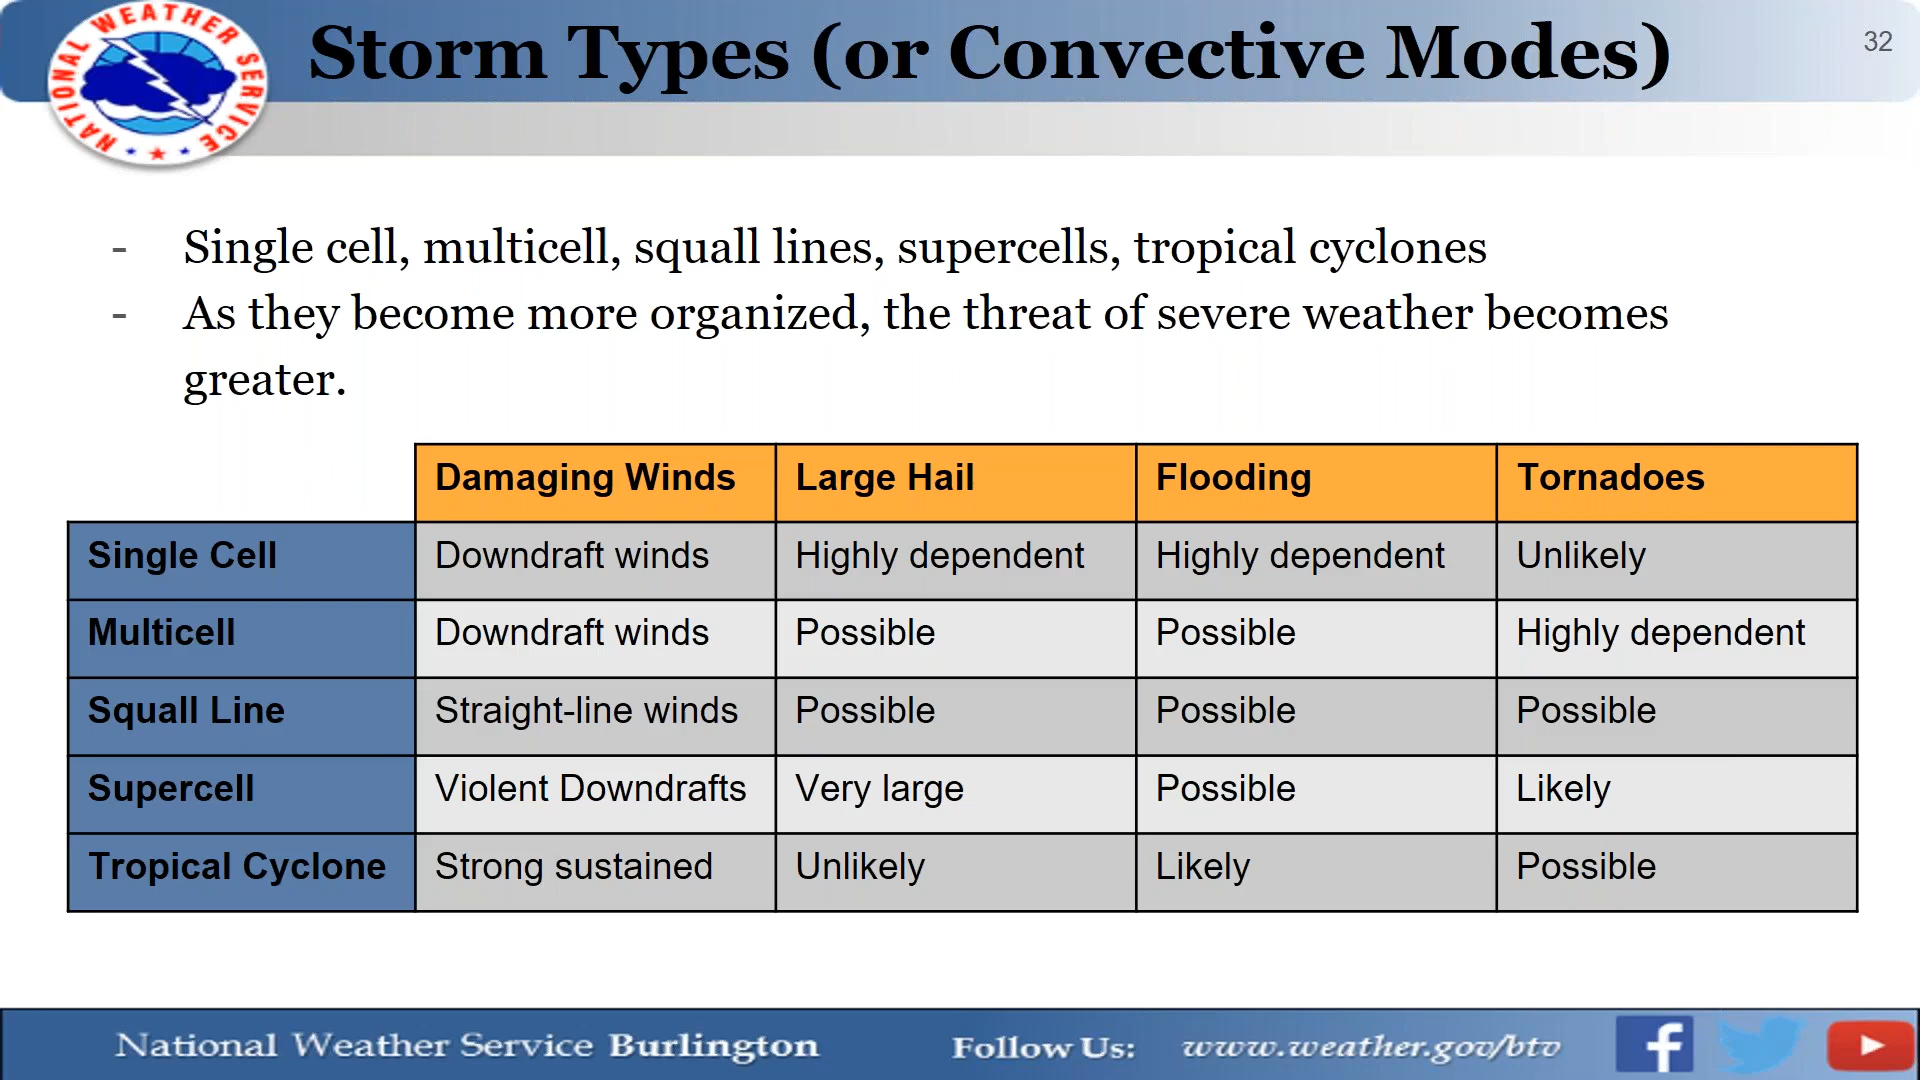 NATIONAL WEATHER SERVICE
Storm Types (or Convective Modes)
32
- Single cell, multicell, squall lines, supercells, tropical cyclones
- As they become more organized, the threat of severe weather becomes
greater.
Damaging Winds Large Hail Flooding Tornadoes
Single Cell Downdraft winds Highly dependent Highly dependent Unlikely
Multicell Downdraft winds Possible Possible Highly dependent
Squall Line Straight-line winds Possible Possible Possible
Supercell Violent Downdrafts Very large Possible Likely
Tropical Cyclone Strong sustained Unlikely Likely Possible
National Weather Service Burlington Follow Us: www.weather.gov/btv f